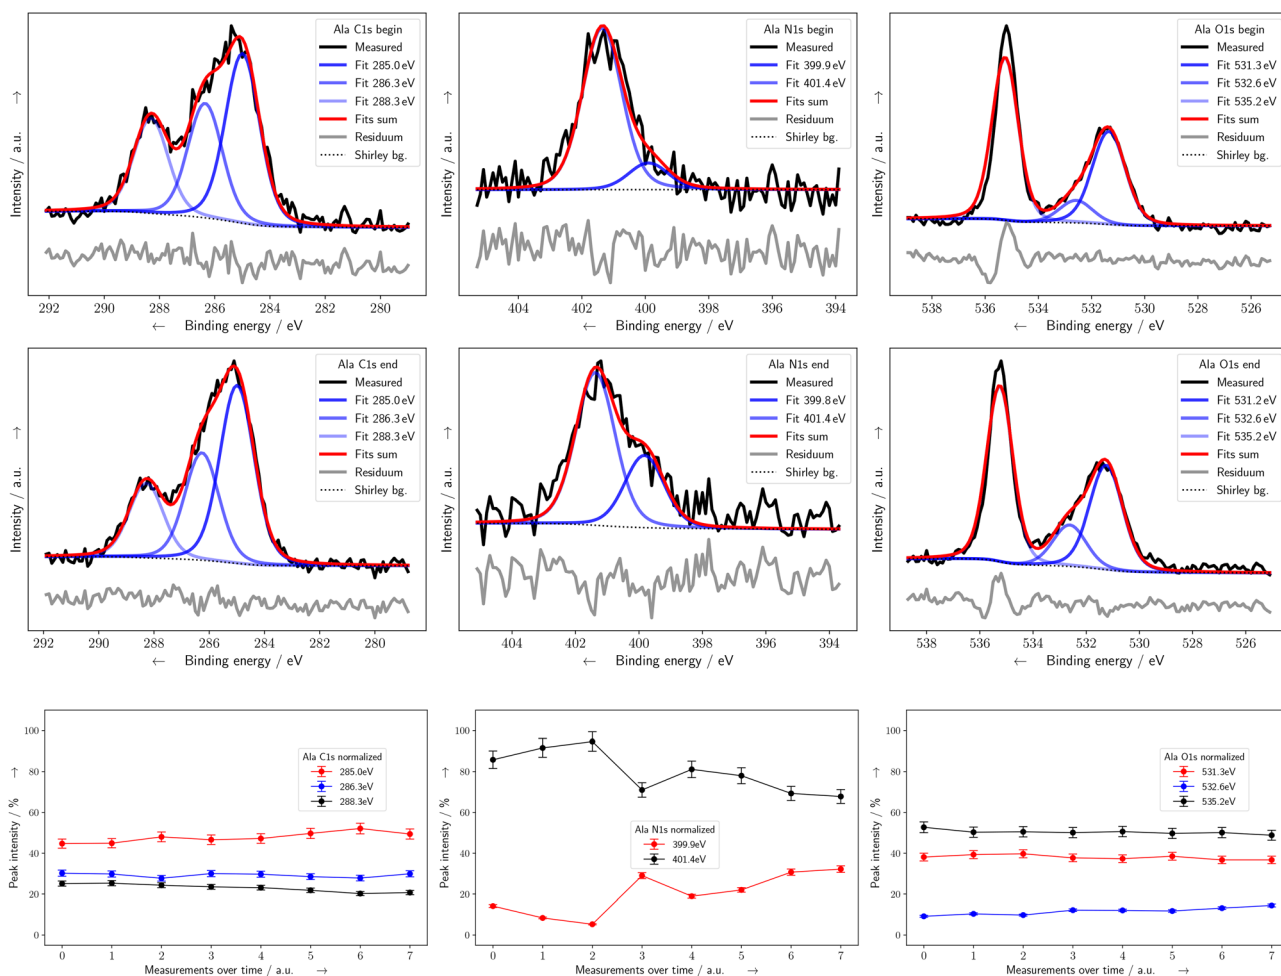 Ala C1s begin
Measured
Fit 285.0 eV
Fit 286.3 eV
Fit 288.3 eV
Fits sum
Residuum
Shirley bg.
Intensity / a.u. →
292 290 288 286 284 282 280
← Binding energy / eV
Ala N1s begin
Measured
Fit 399.9 eV
Fit 401.4 eV
Fits sum
Residuum
Shirley bg.
Intensity / a.u. →
404 402 400 398 396 394
← Binding energy / eV
Ala O1s begin
Measured
Fit 531.3 eV
Fit 532.6 eV
Fit 535.2 eV
Fits sum
Residuum
Shirley bg.
Intensity / a.u. →
538 536 534 532 530 528 526
← Binding energy / eV
Ala C1s end
Measured
Fit 285.0 eV
Fit 286.3 eV
Fit 288.3 eV
Fits sum
Residuum
Shirley bg.
Intensity / a.u. →
292 290 288 286 284 282 280
← Binding energy / eV
Ala N1s end
Measured
Fit 399.8 eV
Fit 401.4 eV
Fits sum
Residuum
Shirley bg.
Intensity / a.u. →
404 402 400 398 396 394
← Binding energy / eV
Ala O1s end
Measured
Fit 531.2 eV
Fit 532.6 eV
Fit 535.2 eV
Fits sum
Residuum
Shirley bg.
Intensity / a.u. →
538 536 534 532 530 528 526
← Binding energy / eV
Peak intensity / % →
100
80
60
40
20
0
Ala C1s normalized
285.0eV
286.3eV
288.3eV
0 1 2 3 4 5 6 7
Measurements over time / a.u. →
Peak intensity / % →
100
80
60
40
20
0
Ala N1s normalized
399.9eV
401.4eV
0 1 2 3 4 5 6 7
Measurements over time / a.u. →
Peak intensity / % →
100
80
60
40
20
0
Ala O1s normalized
531.3eV
532.6eV
535.2eV
0 1 2 3 4 5 6 7
Measurements over time / a.u. →